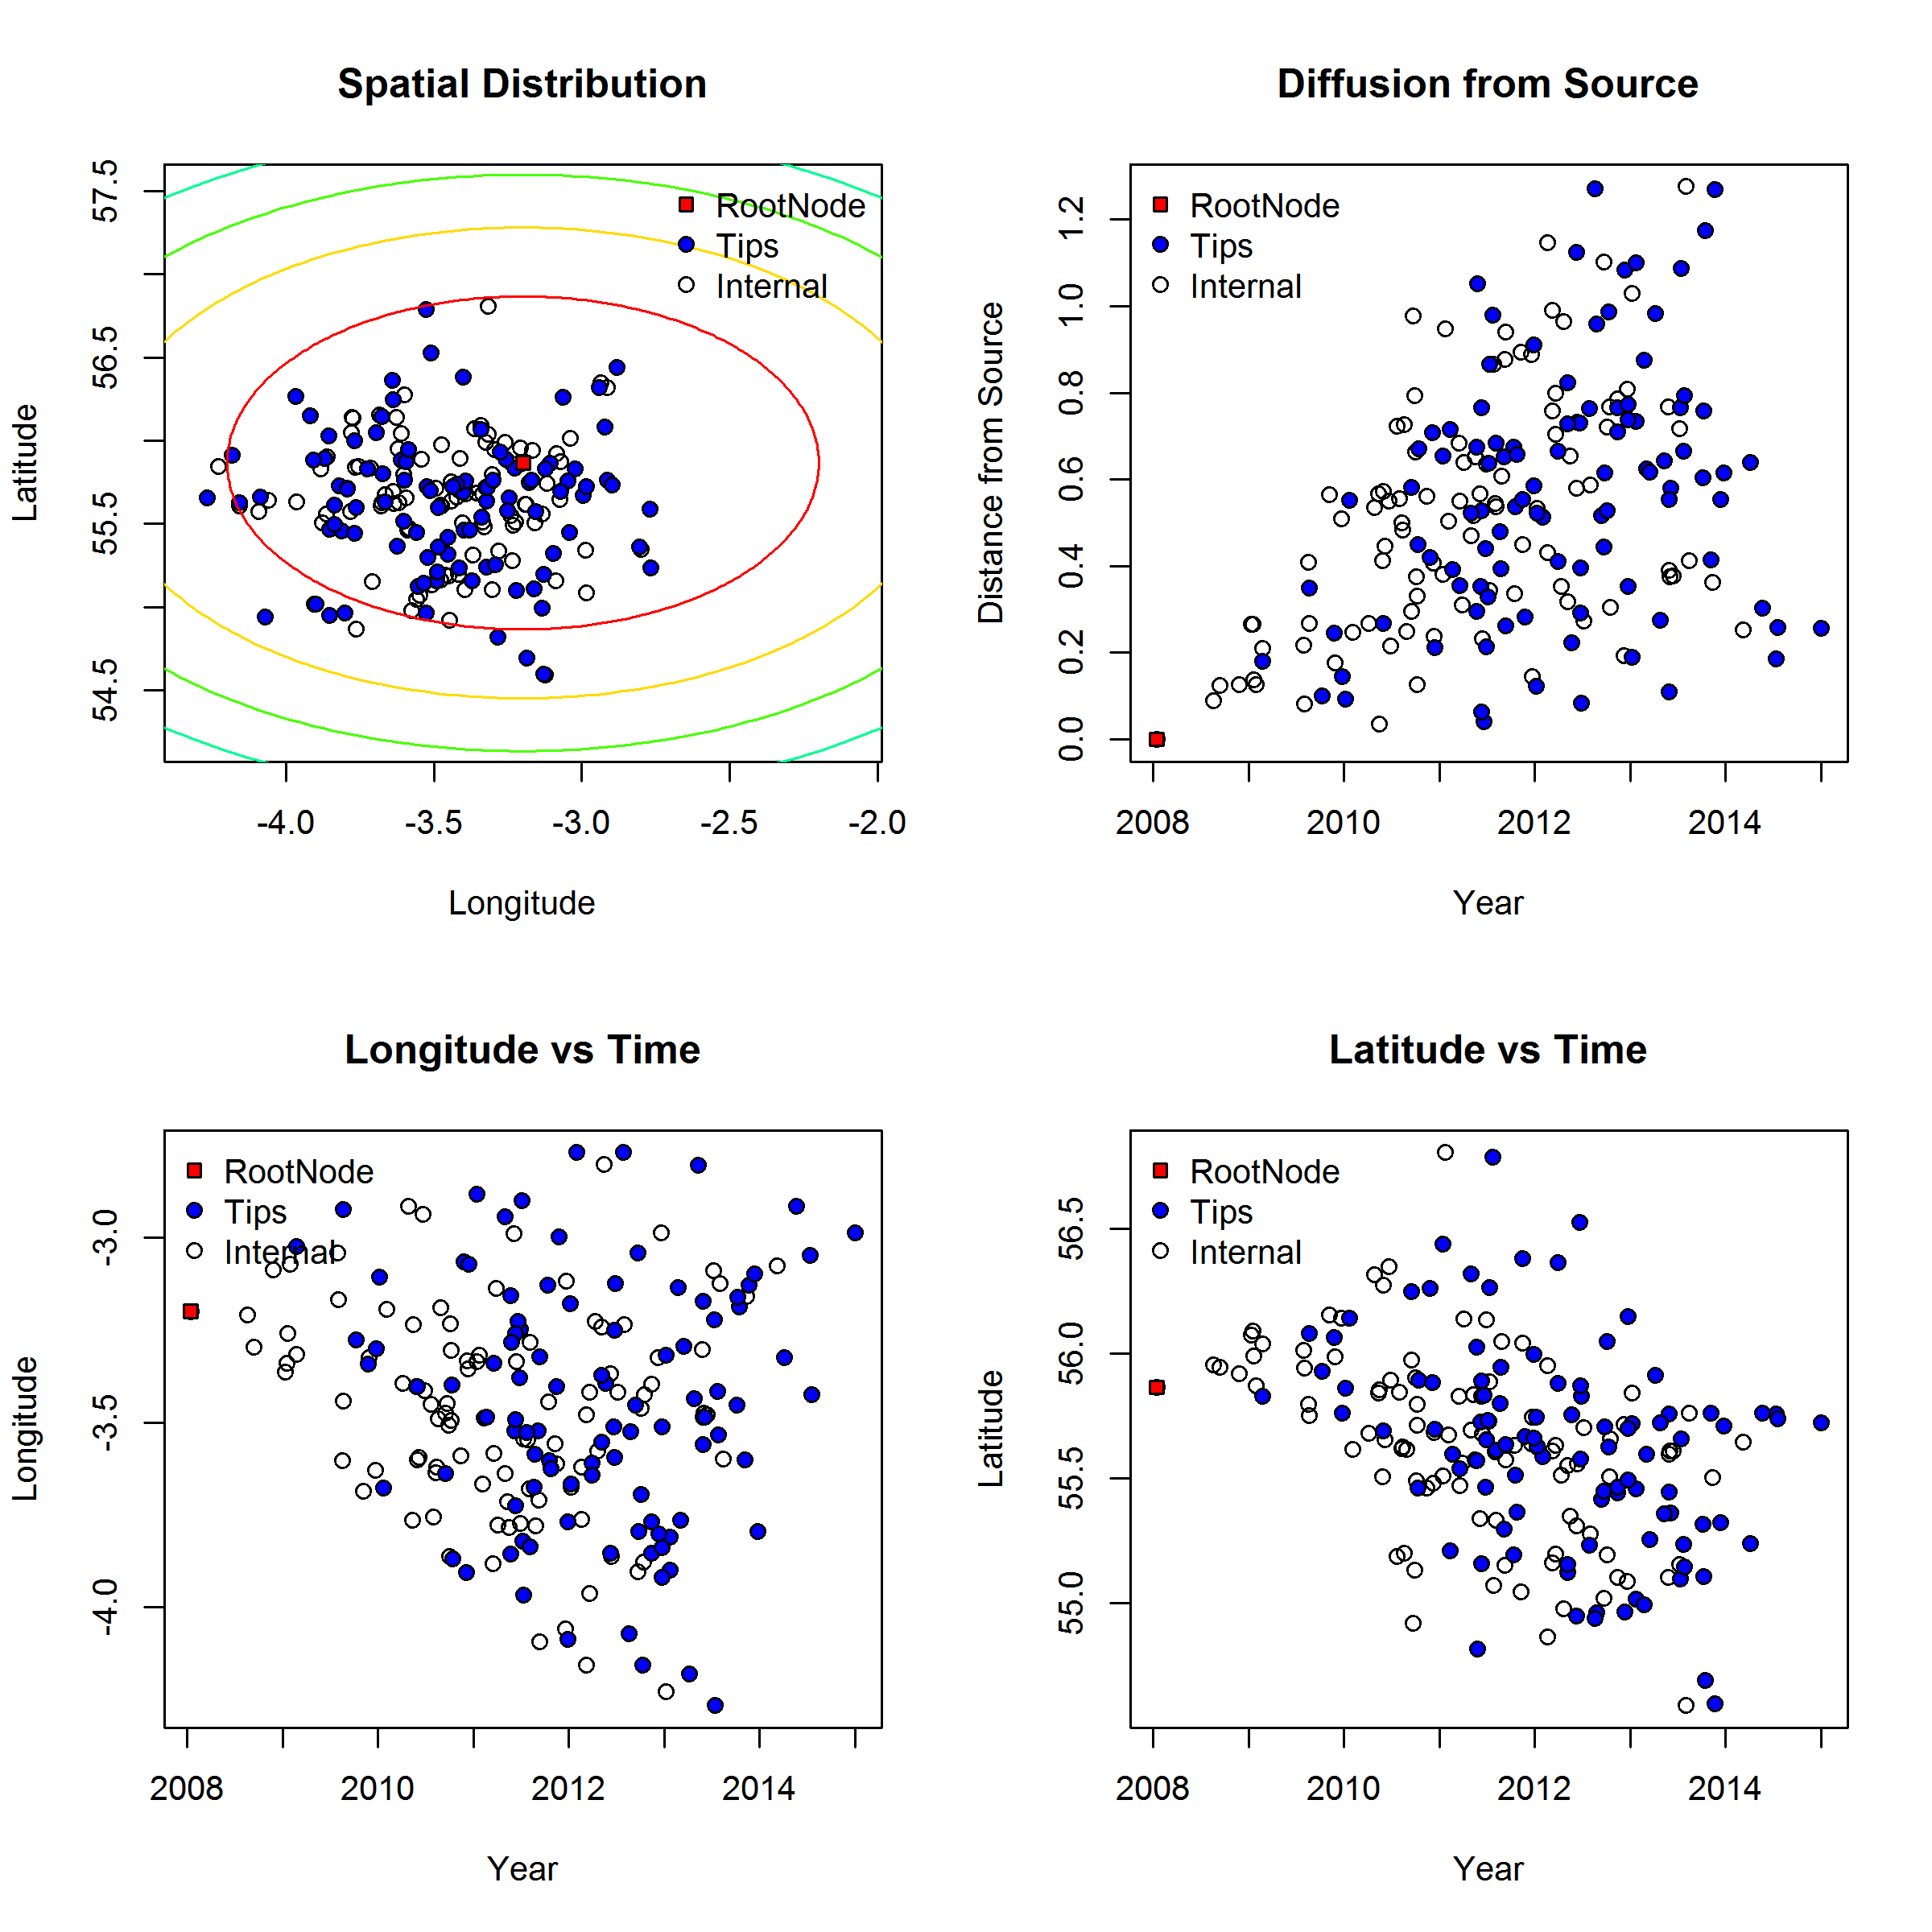 Spatial Distribution
Latitude
57.5
56.5
55.5
54.5
RootNode
Tips
Internal
-4.0 -3.5 -3.0 -2.5 -2.0
Longitude
Diffusion from Source
Distance from Source
1.2
1.0
0.8
0.6
0.4
0.2
0.0
RootNode
Tips
Internal
2008 2010 2012 2014
Year
Longitude vs Time
Longitude
-3.0
-3.5
-4.0
RootNode
Tips
Internal
2008 2010 2012 2014
Year
Latitude vs Time
Latitude
56.5
56.0
55.5
55.0
RootNode
Tips
Internal
2008 2010 2012 2014
Year